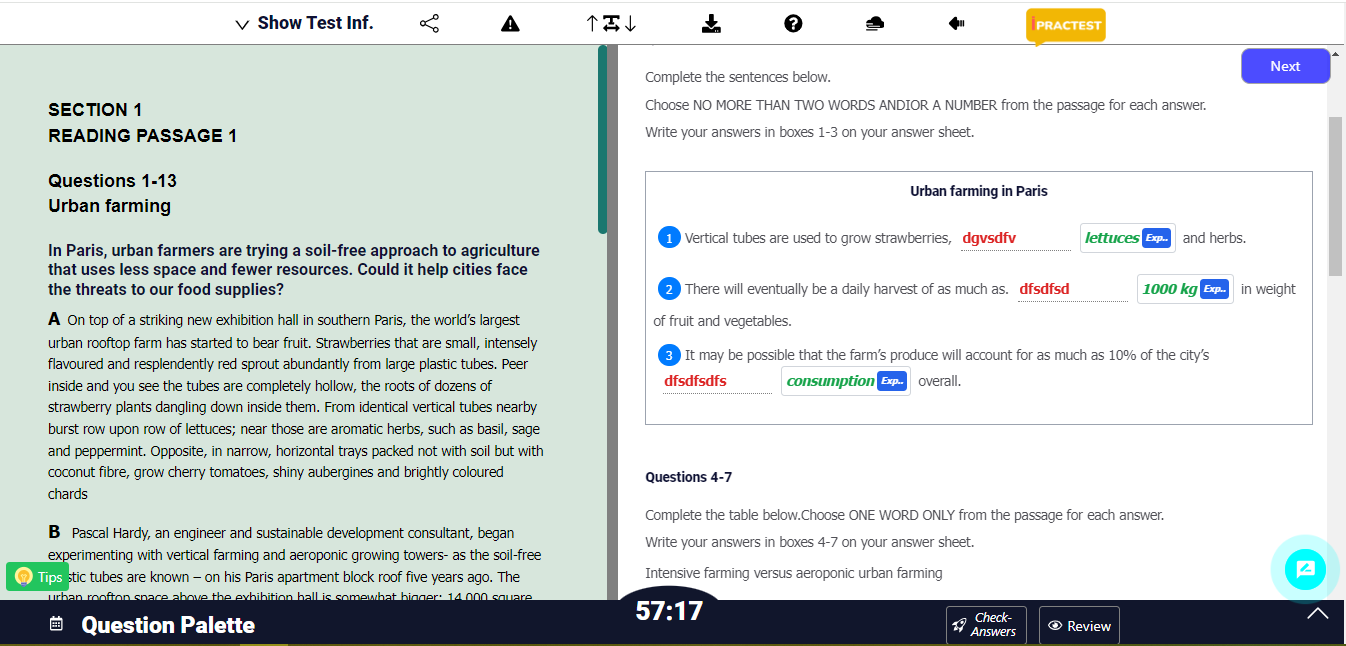 Show Test Inf.
iPRACTEST
SECTION 1
READING PASSAGE 1
Questions 1-13
Urban farming
In Paris, urban farmers are trying a soil-free approach to agriculture
that uses less space and fewer resources. Could it help cities face
the threats to our food supplies?
A On top of a striking new exhibition hall in southern Paris, the world's largest
urban rooftop farm has started to bear fruit. Strawberries that are small, intensely
flavoured and resplendently red sprout abundantly from large plastic tubes. Peer
inside and you see the tubes are completely hollow, the roots of dozens of
strawberry plants dangling down inside them. From identical vertical tubes nearby
burst row upon row of lettuces; near those are aromatic herbs, such as basil, sage
and peppermint. Opposite, in narrow, horizontal trays packed not with soil but with
coconut fibre, grow cherry tomatoes, shiny aubergines and brightly coloured
chards
B Pascal Hardy, an engineer and sustainable development consultant, began
experimenting with vertical farming and aeroponic growing towers- as the soil-free
stic tubes are known – on his Paris apartment block roof five years ago. The
urban rooftop space above the exhibition hall is somewhat bigger: 14,000 square
Tips
Next
Complete the sentences below.
Choose NO MORE THAN TWO WORDS ANDIOR A NUMBER from the passage for each answer.
Write your answers in boxes 1-3 on your answer sheet.
Urban farming in Paris
1 Vertical tubes are used to grow strawberries, dgvsdfv lettuces Exp.. and herbs.
2 There will eventually be a daily harvest of as much as. dfsdfsd 1000 kg Exp.. in weight
of fruit and vegetables.
3 It may be possible that the farm's produce will account for as much as 10% of the city's
dfsdfsdfs consumption Exp.. overall.
Questions 4-7
Complete the table below.Choose ONE WORD ONLY from the passage for each answer.
Write your answers in boxes 4-7 on your answer sheet.
Intensive farming versus aeroponic urban farming
Question Palette
57:17
Check-
Answers
Review